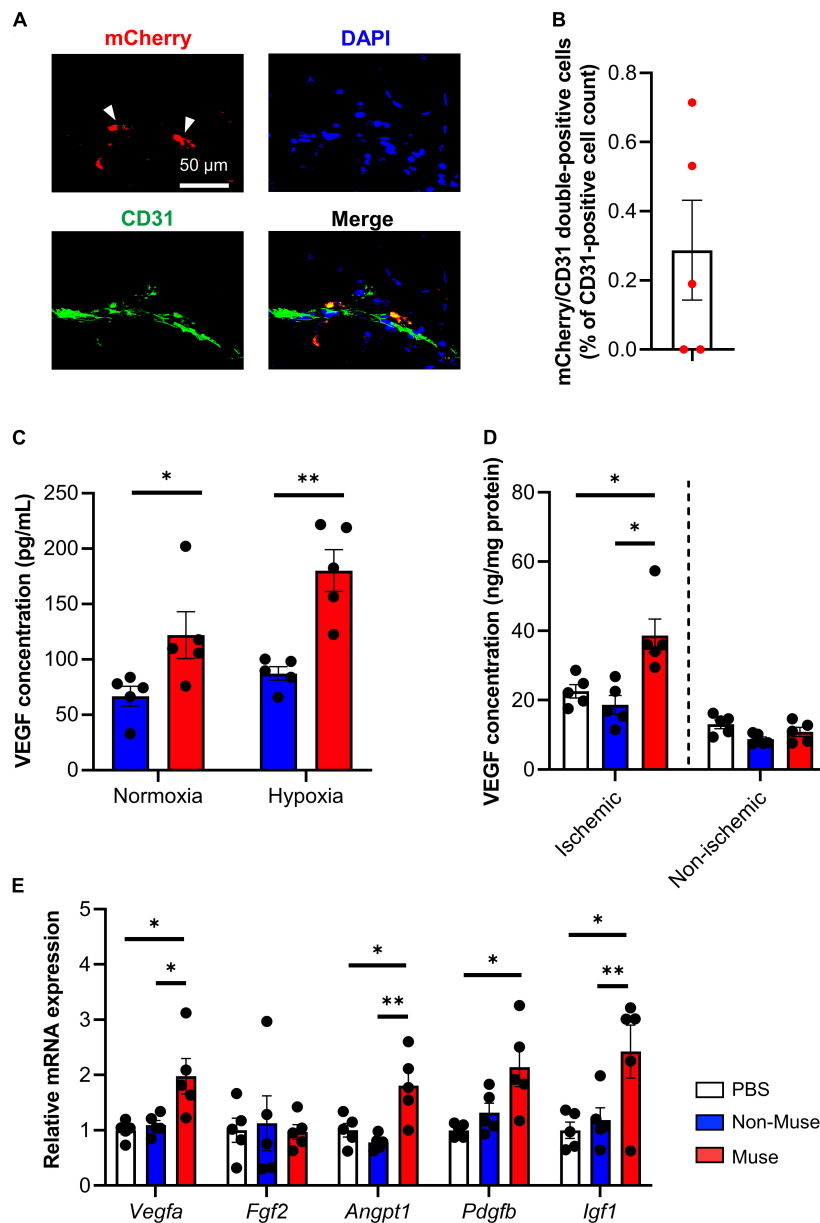 A
mCherry
DAPI
50 μm
CD31
Merge
B
mCherry/CD31 double-positive cells
(% of CD31-positive cell count)
0.8
0.6
0.4
0.2
0.0
C
VEGF concentration (pg/mL)
250
200
150
100
50
0
*
**
Normoxia
Hypoxia
D
VEGF concentration (ng/mg protein)
80
60
40
20
0
*
*
Ischemic
Non-ischemic
E
Relative mRNA expression
5
4
3
2
1
0
*
*
*
**
*
*
**
Vegfa
Fgf2
Angpt1
Pdgfb
Igf1
PBS
Non-Muse
Muse